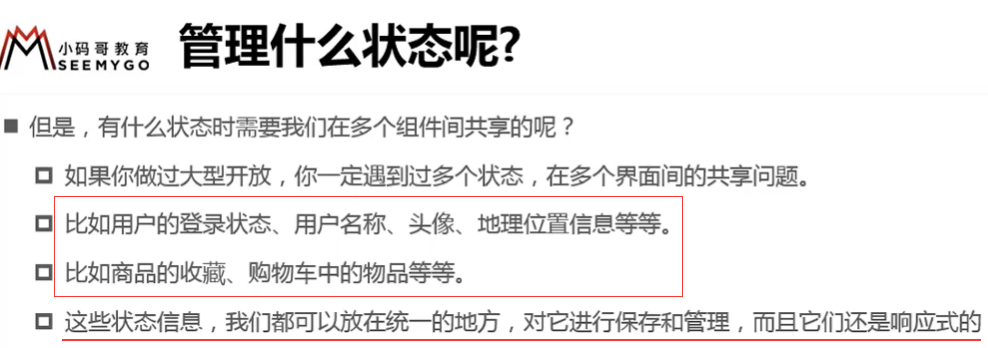 小码哥教育
SEEMYGO
管理什么状态呢?
但是，有什么状态时需要我们在多个组件间共享的呢？
如果你做过大型开放，你一定遇到过多个状态，在多个界面间的共享问题。
比如用户的登录状态、用户名称、头像、地理位置信息等等。
比如商品的收藏、购物车中的物品等等。
这些状态信息，我们都可以放在统一的地方，对它进行保存和管理，而且它们还是响应式的